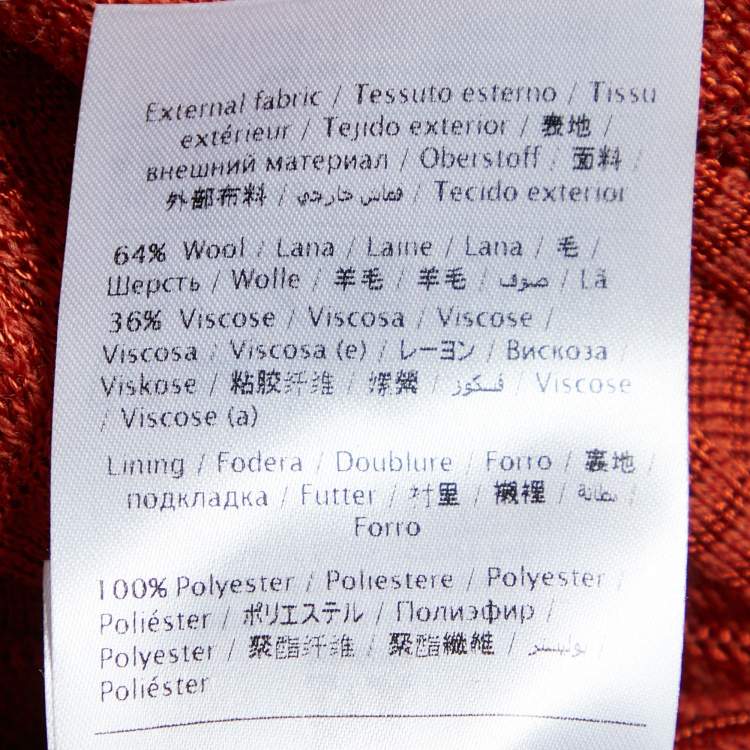 External fabric / Tessuto esterno / Tissu
extérieur / Tejido exterior / 表地 /
внешний материал / Oberstoff / 面料
外部布料 / قماش خارجي / Tecido exterior
64% Wool / Lana / Laine / Lana / 毛 /
Шерсть / Wolle / 羊毛 / 羊毛 / صوف / Lã
36% Viscose / Viscosa / Viscose /
Viscosa / Viscosa (e) / レーヨン / Вискоза
Viskose / 粘胶纤维 / 嫘縈 / فسكوز / Viscose
/ Viscose (a)
Lining / Fodera / Doublure / Forro / 裏地 /
подкладка / Futter / 衬里 / 襯裡 / بطانة /
Forro
100% Polyester / Poliestere / Polyester /
Poliéster / ポリエステル / Полиэфир /
Polyester / 聚酯纤维 / 聚酯纖維 / بوليستر /
Poliéster